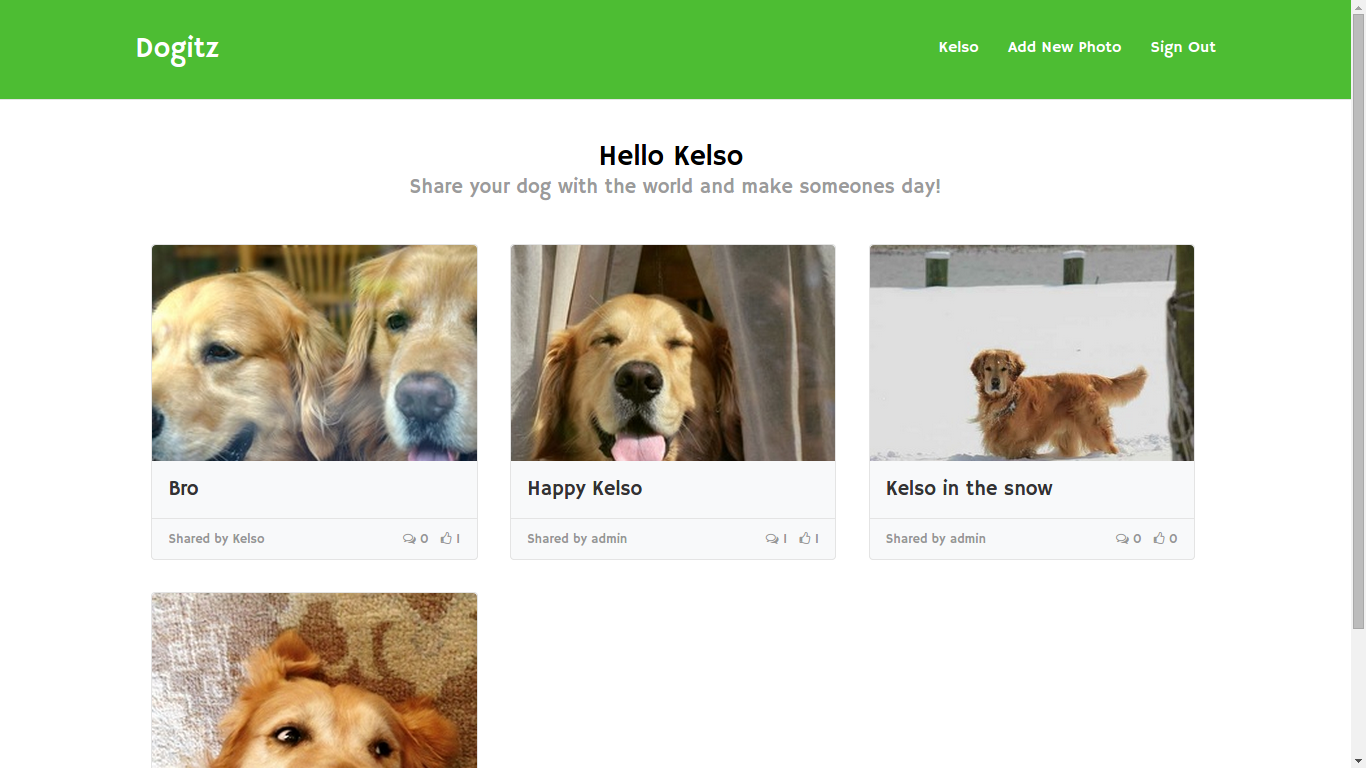 Dogitz
Kelso Add New Photo Sign Out
Hello Kelso
Share your dog with the world and make someones day!
Bro
Shared by Kelso 0 1
Happy Kelso
Shared by admin 1 1
Kelso in the snow
Shared by admin 0 0